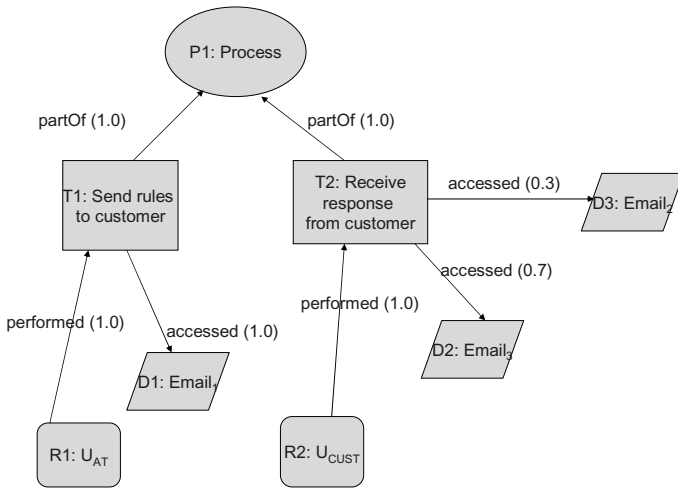 P1: Process
partOf (1.0)
partOf (1.0)
T1: Send rules
to customer
T2: Receive
response
from customer
accessed (0.3)
D3: Email₂
accessed (0.7)
performed (1.0)
performed (1.0)
accessed (1.0)
D2: Email₃
D1: Email₁
R1: U_AT
R2: U_CUST